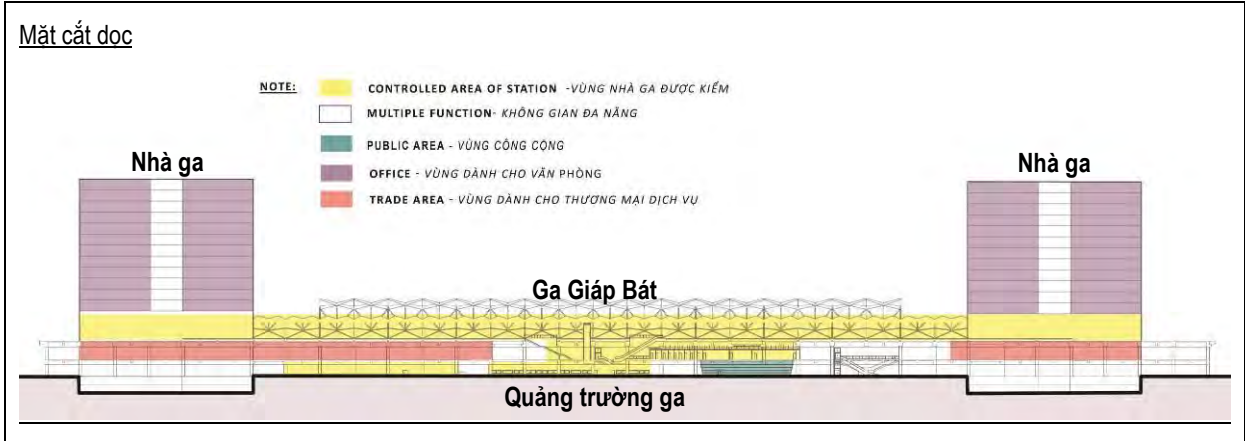 Mặt cắt dọc
NOTE:
CONTROLLED AREA OF STATION -VÙNG NHÀ GA ĐƯỢC KIỂM
MULTIPLE FUNCTION- KHÔNG GIAN ĐA NĂNG
PUBLIC AREA - VÙNG CÔNG CỘNG
OFFICE - VÙNG DÀNH CHO VĂN PHÒNG
TRADE AREA - VÙNG DÀNH CHO THƯƠNG MẠI DỊCH VỤ
Nhà ga
Nhà ga
Ga Giáp Bát
Quảng trường ga